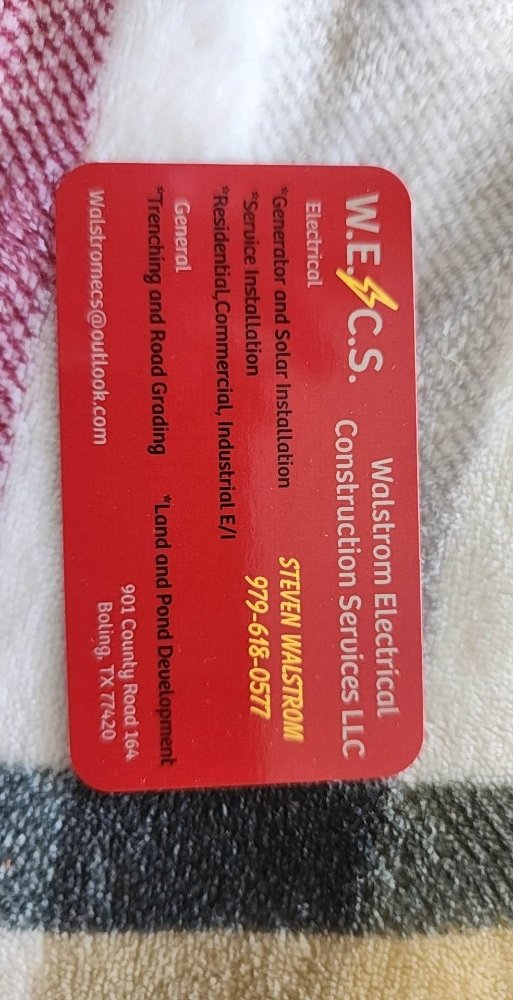 W.E. C.S.
Walstrom Electrical
Construction Services LLC
Electrical
*Generator and Solar Installation
*Service Installation
*Residential,Commercial, Industrial E/I
STEVEN WALSTROM
979-618-0577
General
*Trenching and Road Grading *Land and Pond Development
Walstromecs@outlook.com
901 County Road 164
Boling, TX 77420